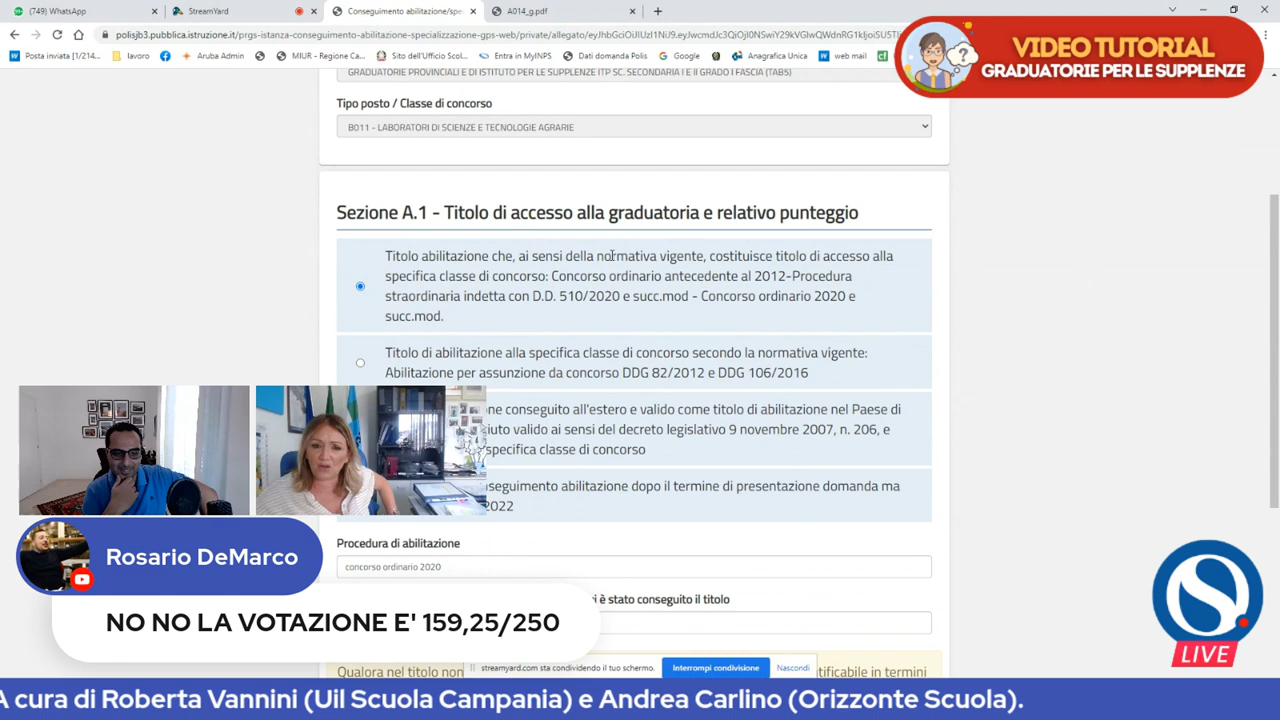 (749) WhatsApp
StreamYard
Conseguimento abilitazione/spe
A014_g.pdf
polisjb3.pubblica.istruzione.it/prgs-istanza-conseguimento-abilitazione-specializzazione-gps-web/private/allegato/
Posta inviata [1/214...
lavoro
Aruba Admin
MIUR - Regione Ca...
Sito dell'Ufficio Scol...
Entra in MyINPS
Dati domanda Polis
Google
Anagrafica Unica
web mail
VIDEO TUTORIAL
GRADUATORIE PER LE SUPPLENZE
GRADUATORIE PROVINCIALI E DI ISTITUTO PER LE SUPPLENZE ITP SC. SECONDARIA I E II GRADO I FASCIA (TAB5)
Tipo posto / Classe di concorso
B011 - LABORATORI DI SCIENZE E TECNOLOGIE AGRARIE
Sezione A.1 - Titolo di accesso alla graduatoria e relativo punteggio
Titolo abilitazione che, ai sensi della normativa vigente, costituisce titolo di accesso alla
specifica classe di concorso: Concorso ordinario antecedente al 2012-Procedura
straordinaria indetta con D.D. 510/2020 e succ.mod - Concorso ordinario 2020 e
succ.mod.
Titolo di abilitazione alla specifica classe di concorso secondo la normativa vigente:
Abilitazione per assunzione da concorso DDG 82/2012 e DDG 106/2016
ne conseguito all'estero e valido come titolo di abilitazione nel Paese di
iuto valido ai sensi del decreto legislativo 9 novembre 2007, n. 206, e
specifica classe di concorso
nseguimento abilitazione dopo il termine di presentazione domanda ma
2022
Procedura di abilitazione
concorso ordinario 2020
i è stato conseguito il titolo
Rosario DeMarco
NO NO LA VOTAZIONE E' 159,25/250
streamyard.com sta condividendo il tuo schermo.
Interrompi condivisione
Nascondi
Qualora nel titolo non
tificabile in termini
S
LIVE
A cura di Roberta Vannini (Uil Scuola Campania) e Andrea Carlino (Orizzonte Scuola).